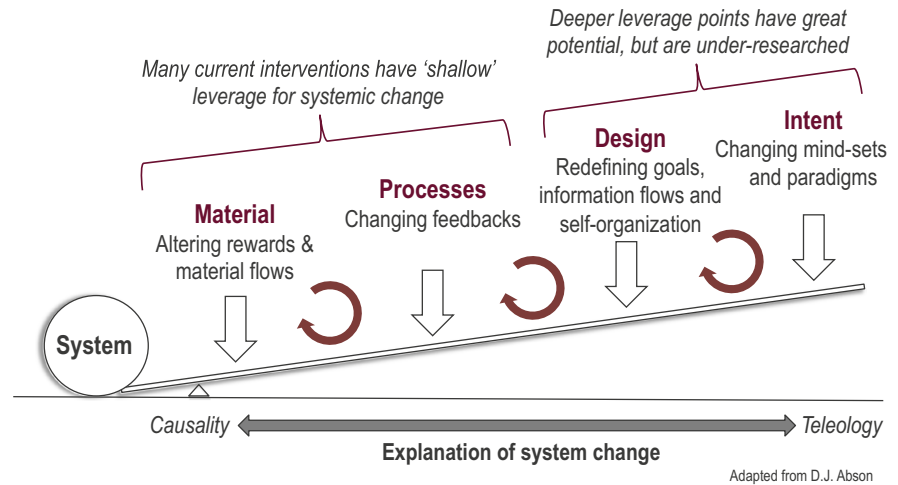 Deeper leverage points have great
potential, but are under-researched
Many current interventions have ‘shallow’
leverage for systemic change
Intent
Changing mind-sets
and paradigms
Design
Redefining goals,
information flows and
self-organization
Processes
Changing feedbacks
Material
Altering rewards &
material flows
System
Causality
Teleology
Explanation of system change
Adapted from D.J. Abson